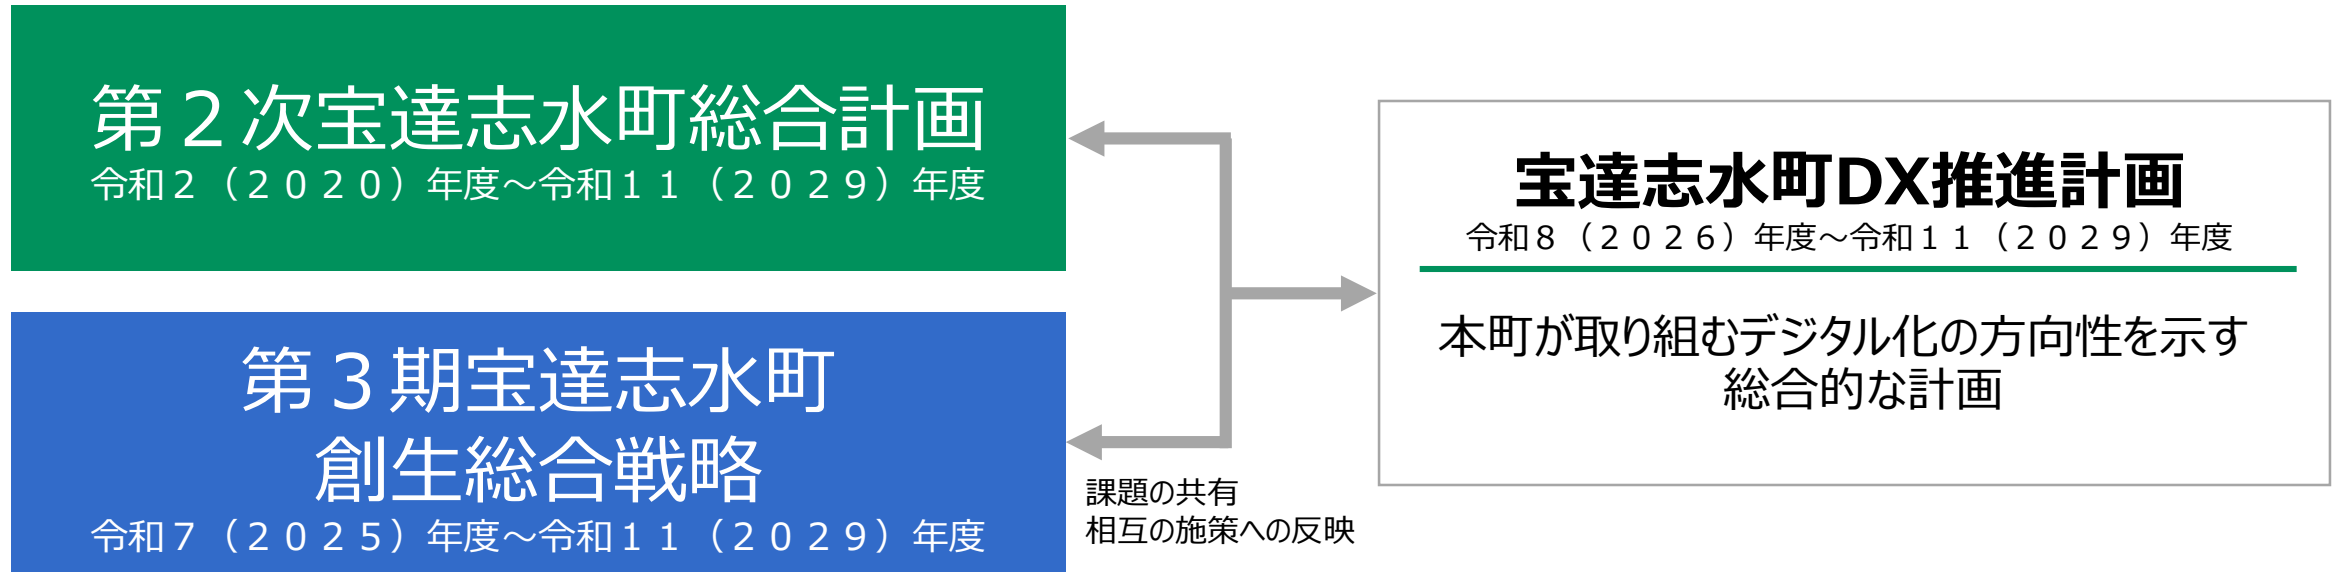 第２次宝達志水町総合計画
令和２（２０２０）年度～令和１１（２０２９）年度
第３期宝達志水町
創生総合戦略
令和７（２０２５）年度～令和１１（２０２９）年度
課題の共有
相互の施策への反映
宝達志水町DX推進計画
令和８（２０２６）年度～令和１１（２０２９）年度
本町が取り組むデジタル化の方向性を示す
総合的な計画